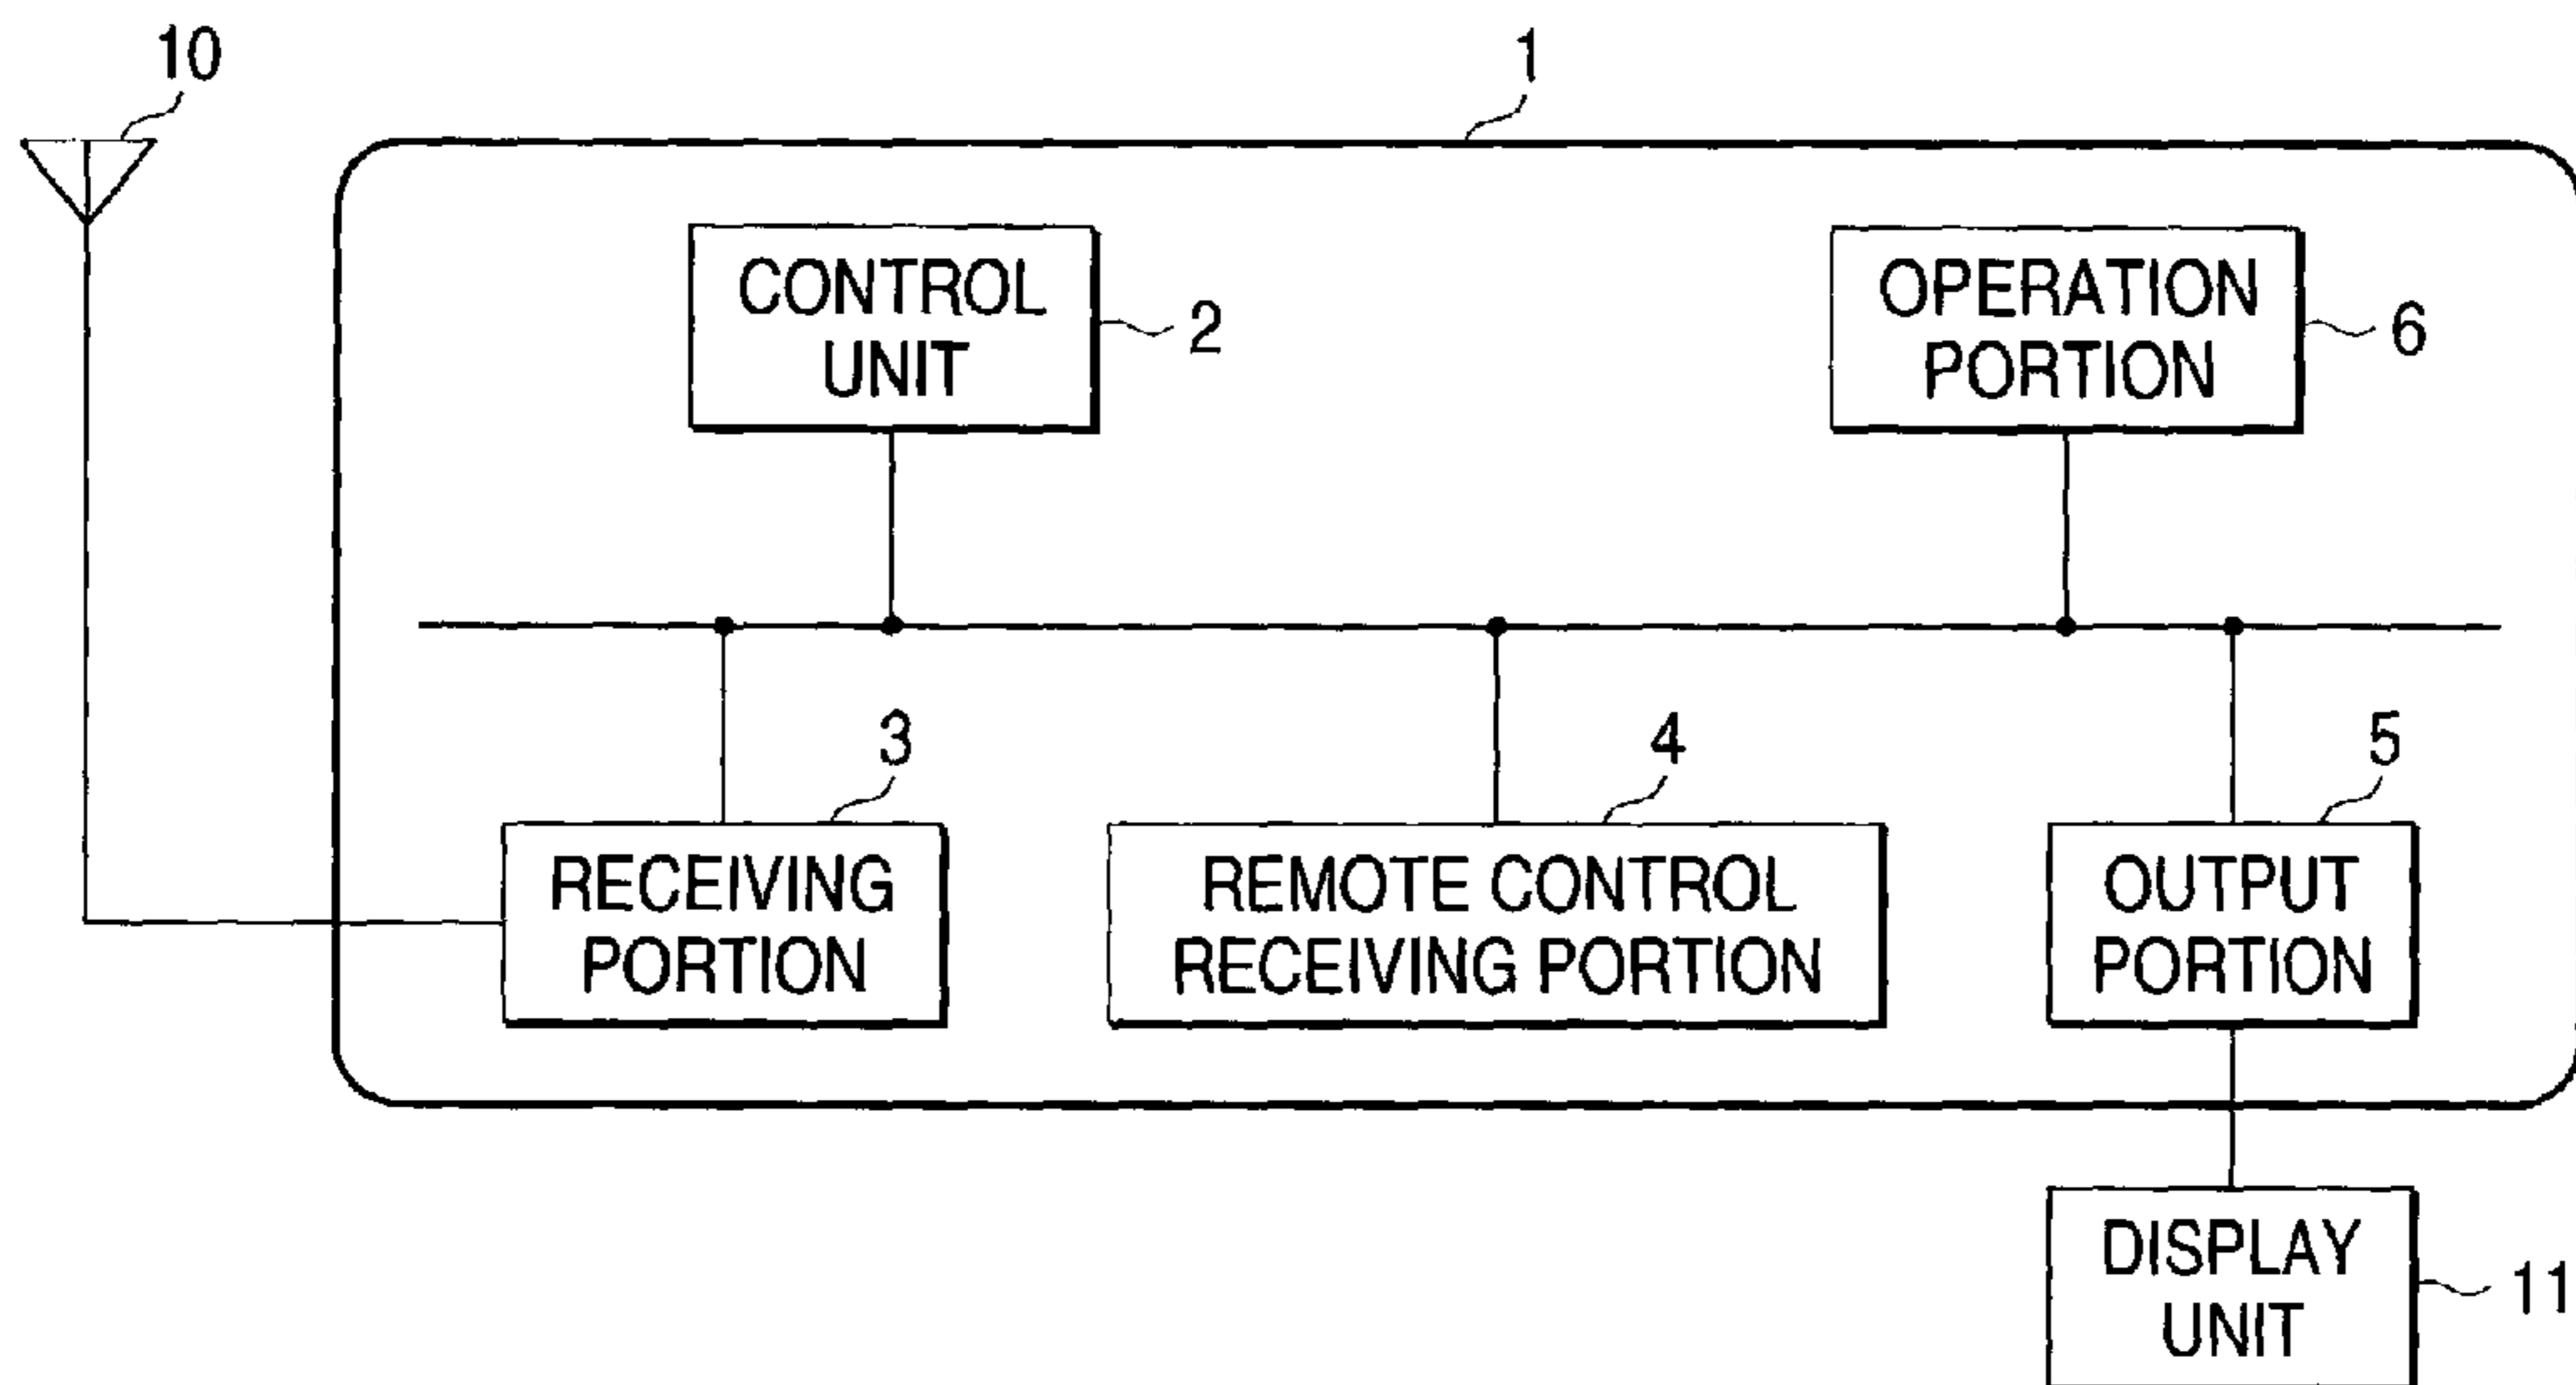 10
1
CONTROL
UNIT
2
OPERATION
PORTION
6
3
4
5
RECEIVING
PORTION
REMOTE CONTROL
RECEIVING PORTION
OUTPUT
PORTION
DISPLAY
UNIT
11